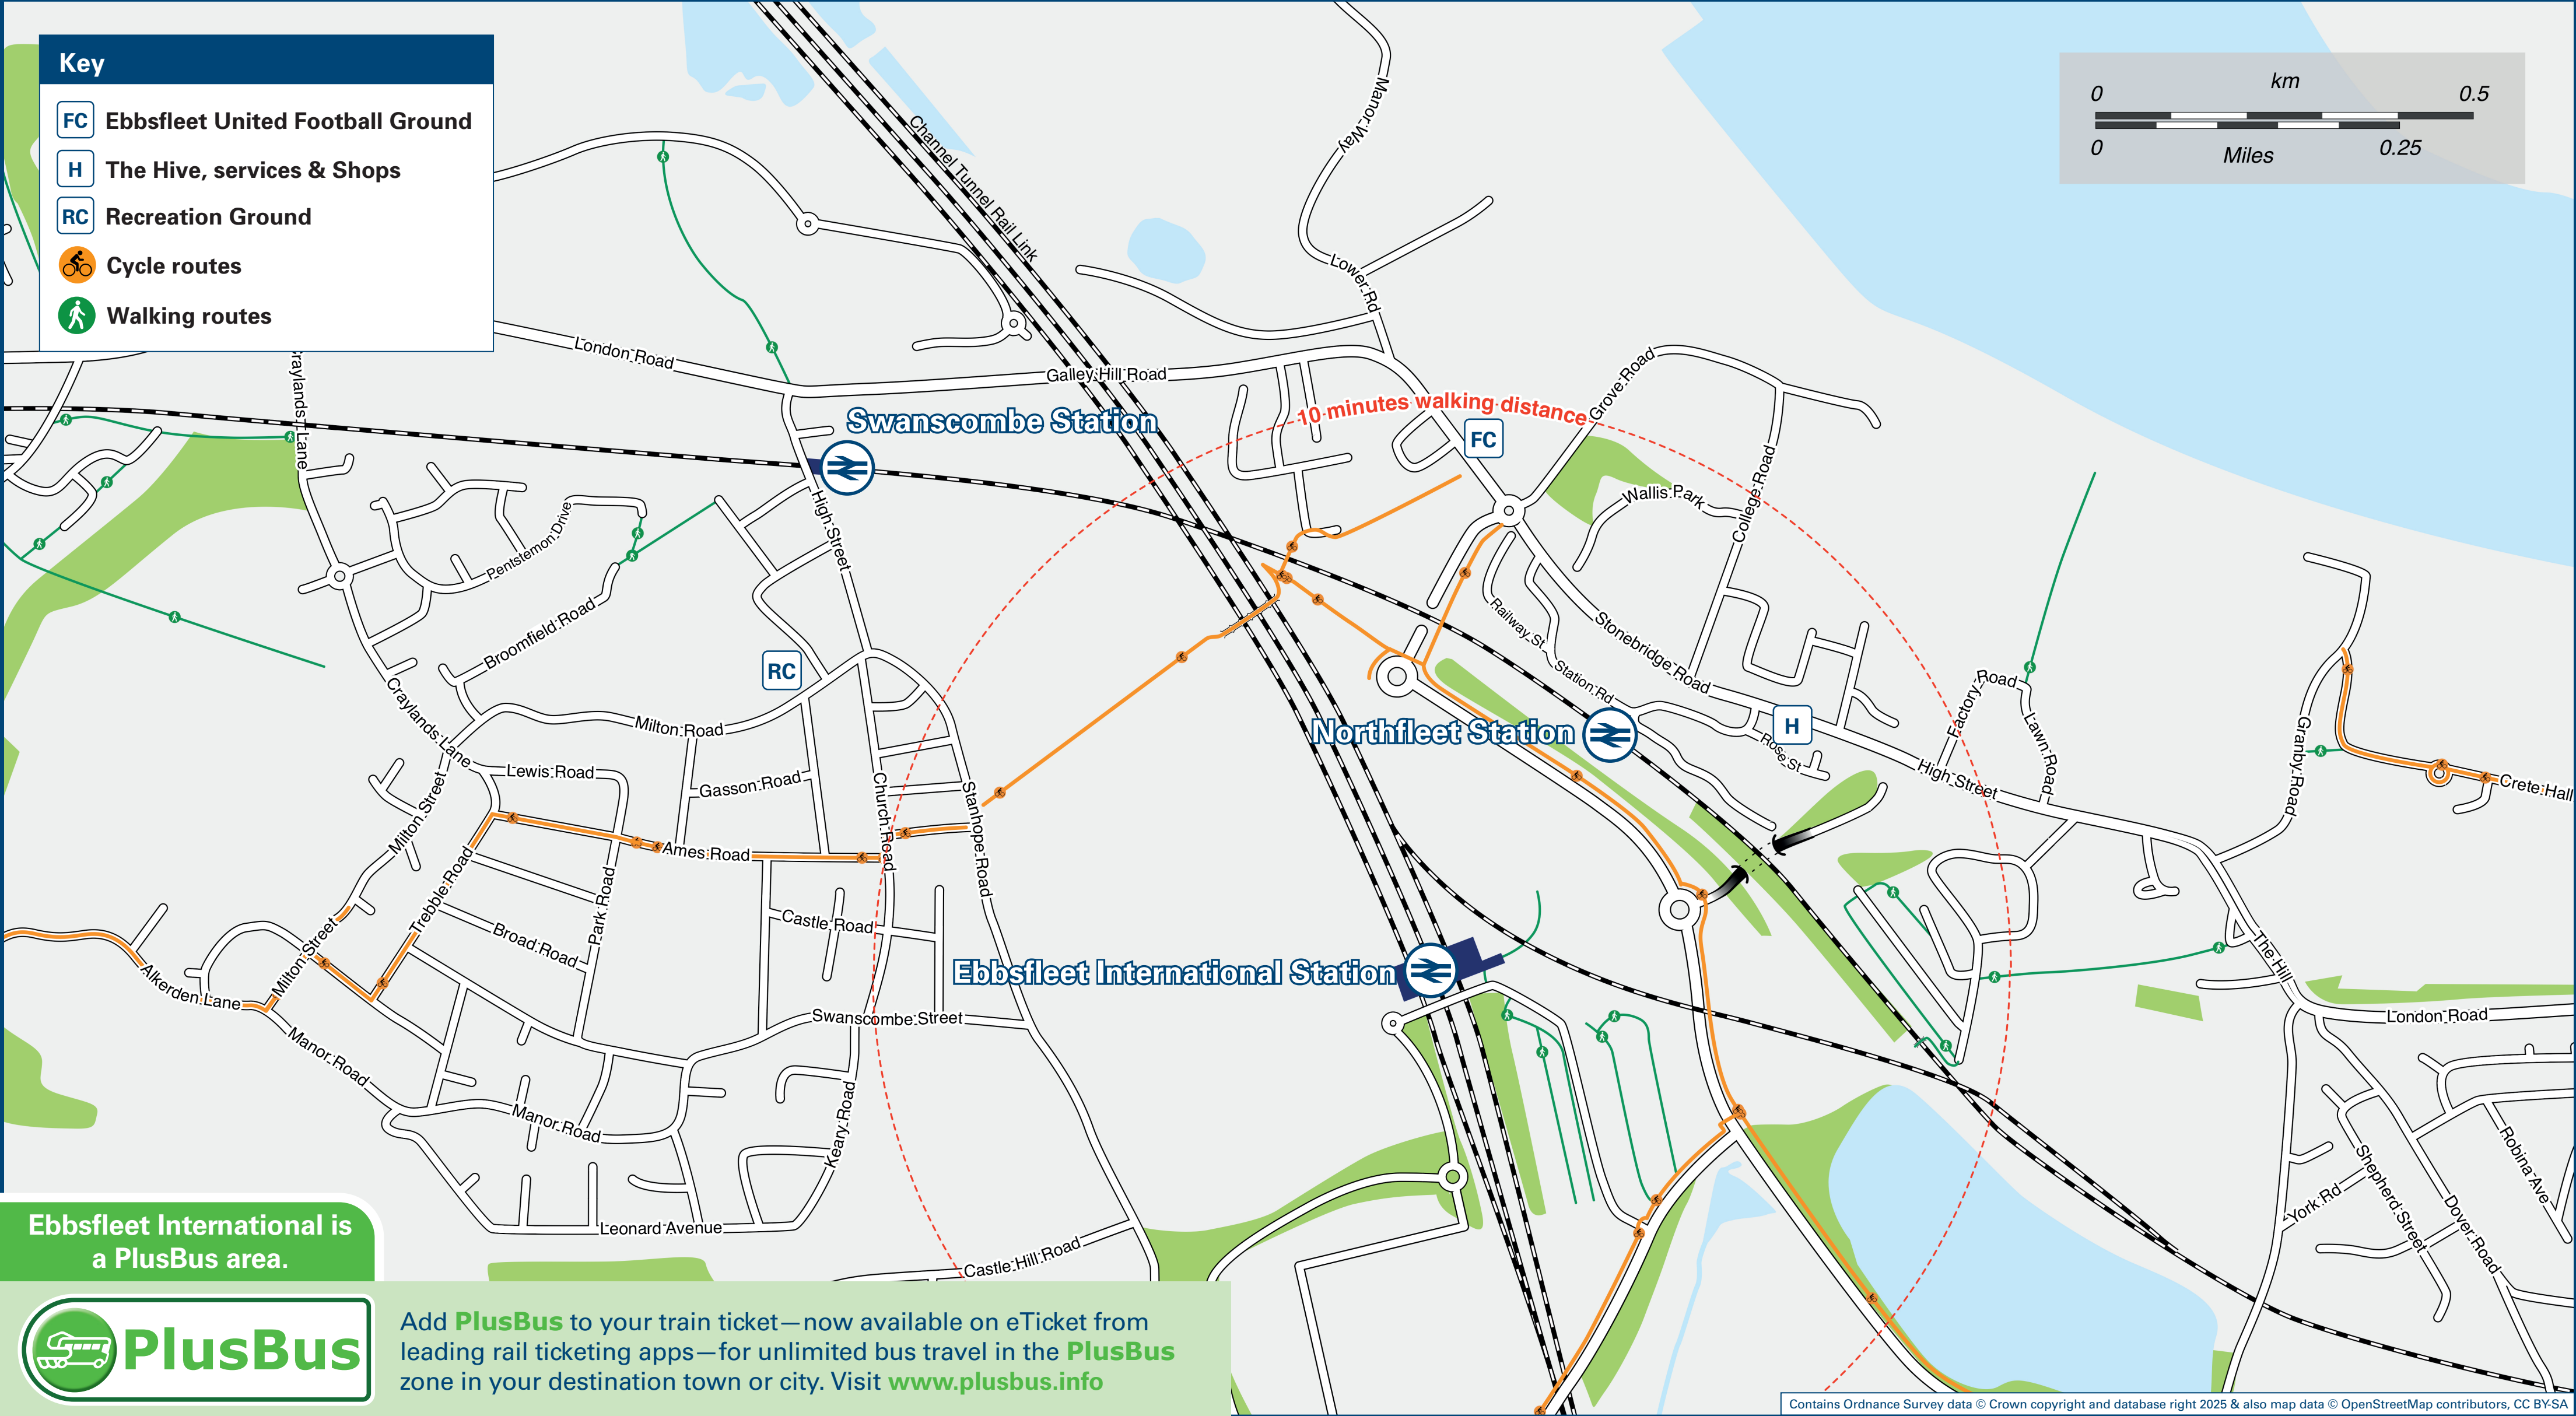 Key
FC Ebbsfleet United Football Ground
H The Hive, services & Shops
RC Recreation Ground
Cycle routes
Walking routes
km
0 0.5
0 0.25
Miles
Channel Tunnel Rail Link
Manor Way
Lower Rd
London Road
Galley Hill Road
Grove Road
10 minutes walking distance
Swanscombe Station
FC
Craylands Lane
High Street
Wallis Park
College Road
Pentstemon Drive
Broomfield Road
Railway St
Stonebridge Road
Station Rd
RC
Craylands Lane
Milton Road
Northfleet Station
H
Rose St
Factory Road
Lawn Road
High Street
Granby Road
Crete Hall
Lewis Road
Gasson Road
Church Road
Stanhope Road
Milton Street
Ames Road
Trebble Road
Park Road
Castle Road
Broad Road
Milton Street
Alkerden Lane
Ebbsfleet International Station
The Hill
London Road
Swanscombe Street
Manor Road
Manor Road
Keary Road
Leonard Avenue
Castle Hill Road
York Rd
Shepherd Street
Dover Road
Robina Ave
Ebbsfleet International is
a PlusBus area.
PlusBus
Add PlusBus to your train ticket—now available on eTicket from
leading rail ticketing apps—for unlimited bus travel in the PlusBus
zone in your destination town or city. Visit www.plusbus.info
Contains Ordnance Survey data © Crown copyright and database right 2025 & also map data © OpenStreetMap contributors, CC BY-SA